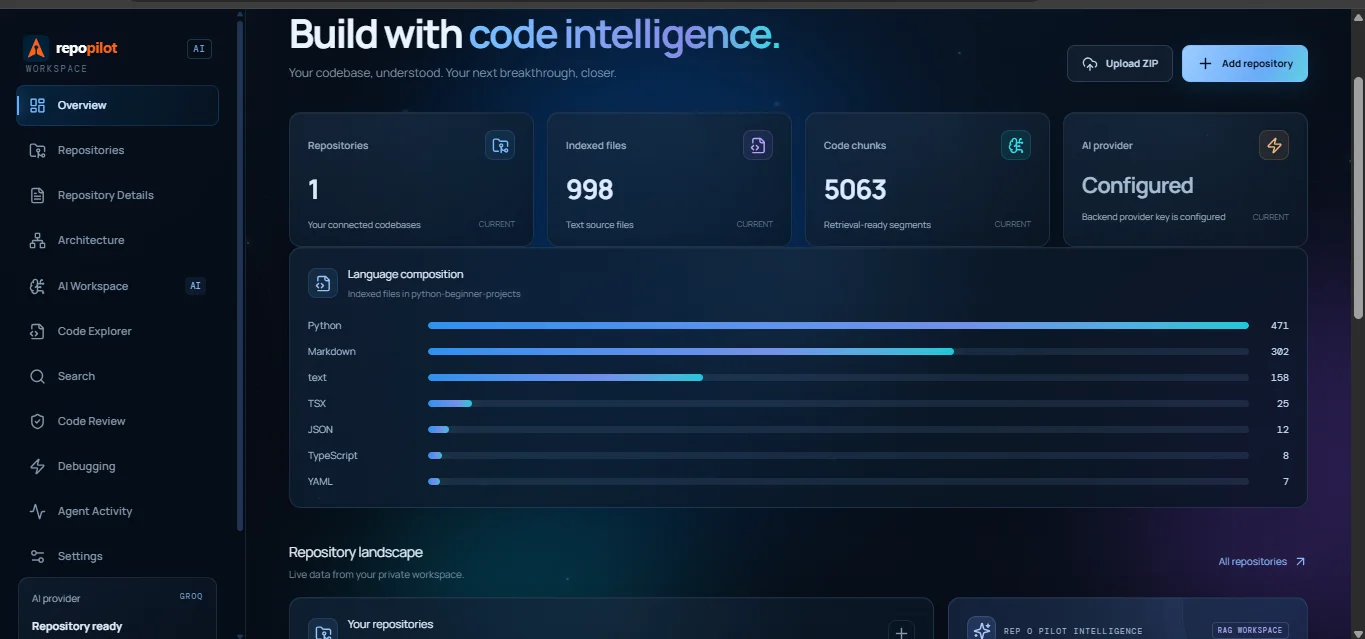 repopilot
AI
WORKSPACE
Overview
Repositories
Repository Details
Architecture
AI Workspace
AI
Code Explorer
Search
Code Review
Debugging
Agent Activity
Settings
AI provider
GROQ
Repository ready
Build with code intelligence.
Your codebase, understood. Your next breakthrough, closer.
Upload ZIP
Add repository
Repositories
1
Your connected codebases
CURRENT
Indexed files
998
Text source files
CURRENT
Code chunks
5063
Retrieval-ready segments
CURRENT
AI provider
Configured
Backend provider key is configured
CURRENT
Language composition
Indexed files in python-beginner-projects
Python 471
Markdown 302
text 158
TSX 25
JSON 12
TypeScript 8
YAML 7
Repository landscape
Live data from your private workspace.
All repositories
Your repositories
REP O PILOT INTELLIGENCE
RAG WORKSPACE